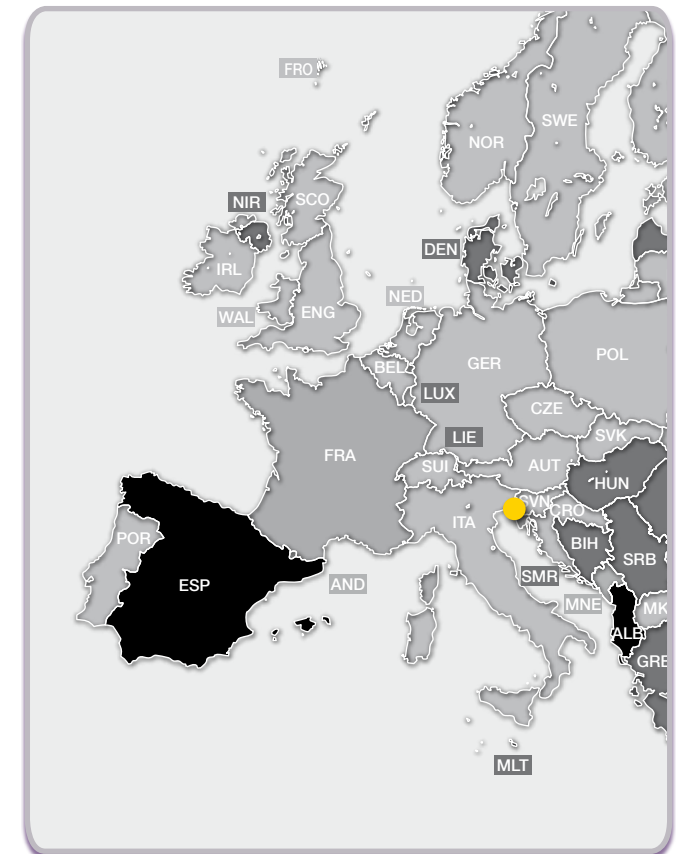 FRO
SWE
NOR
NIR
SCO
DEN
IRL
NED
WAL
ENG
POL
GER
BEL
LUX
CZE
LIE
SVK
FRA
SUI
AUT
HUN
SVN
CRO
ITA
POR
BIH
SRB
ESP
AND
SMR
MNE
MK
ALB
GRE
MLT